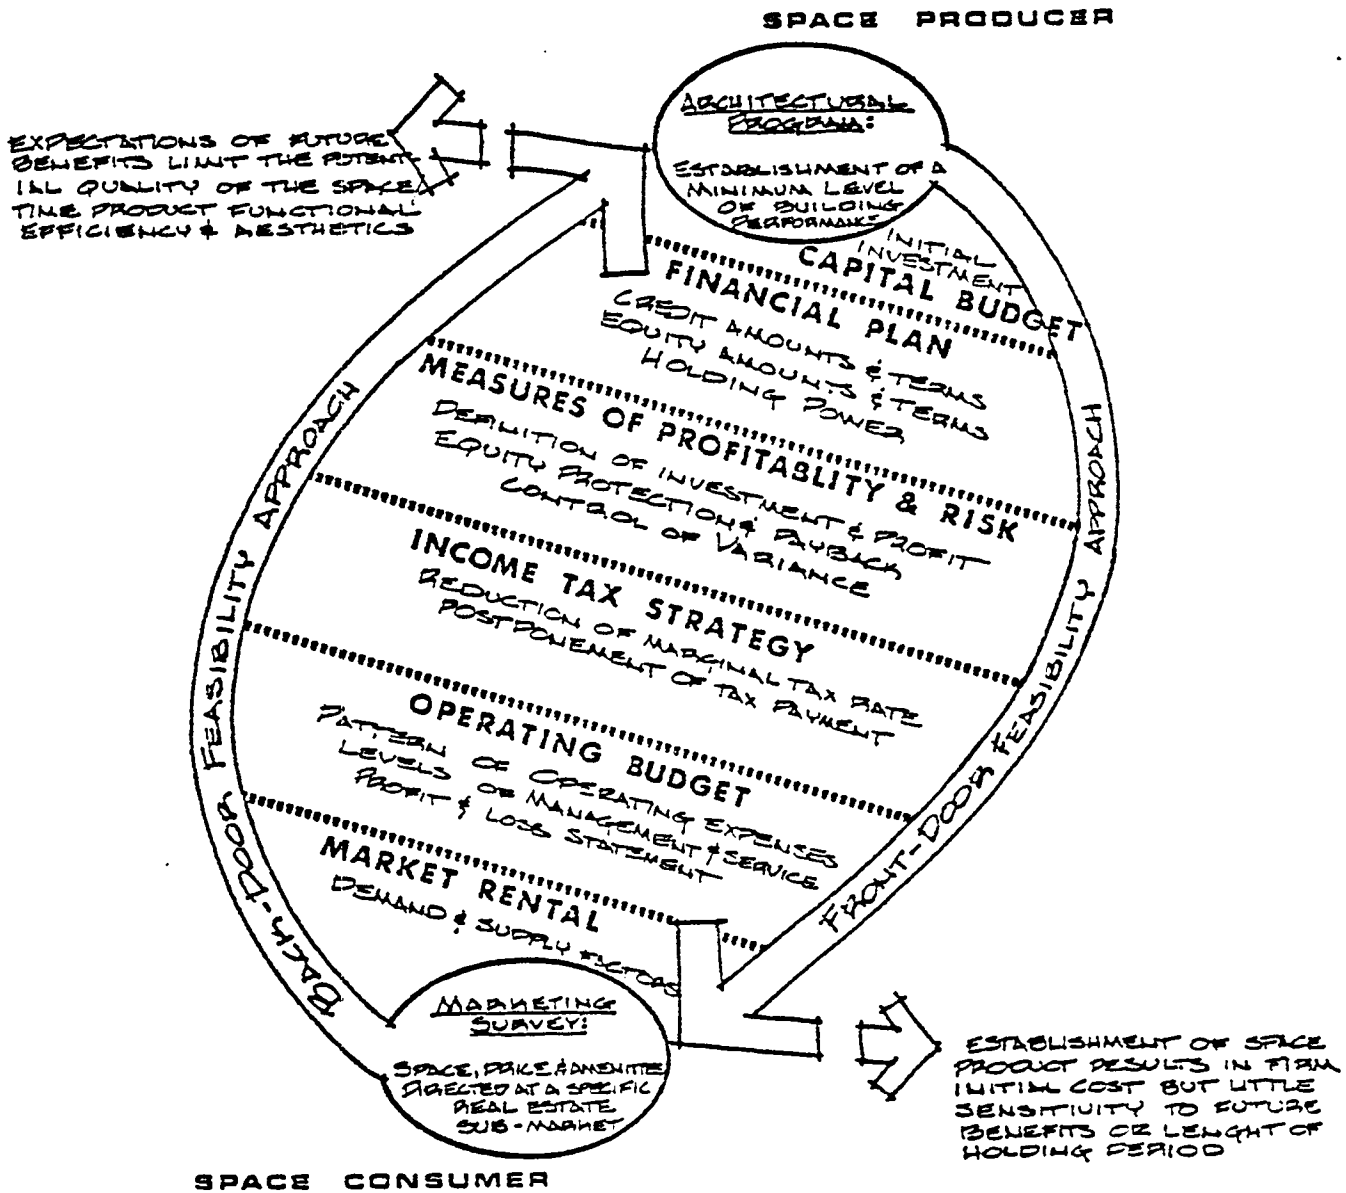 SPACE PRODUCER
ARCHITECTURAL
PROGRAM:
ESTABLISHMENT OF A
MINIMUM LEVEL
OF BUILDING
PERFORMANCE
EXPECTATIONS OF FUTURE
BENEFITS LIMIT THE POTENT-
IAL QUALITY OF THE SPACE
TIME PRODUCT FUNCTIONAL
EFFICIENCY & AESTHETICS
INITIAL
INVESTMENT
CAPITAL BUDGET
FINANCIAL PLAN
CREDIT AMOUNTS & TERMS
EQUITY AMOUNTS & TERMS
HOLDING POWER
MEASURES OF PROFITABLITY & RISK
DEFINITION OF INVESTMENT & PROFIT
EQUITY PROTECTION & PAYBACK
CONTROL OF VARIANCE
INCOME TAX STRATEGY
REDUCTION OF MARGINAL TAX RATE
POSTPONEMENT OF TAX PAYMENT
OPERATING BUDGET
PATTERN OF OPERATING EXPENSES
LEVELS OF MANAGEMENT & SERVICE
PROFIT & LOSS STATEMENT
MARKET RENTAL
DEMAND & SUPPLY FACTORS
BACK-DOOR FEASIBILITY APPROACH
FRONT-DOOR FEASIBILITY APPROACH
MARKETING
SURVEY:
SPACE, PRICE, & AMENITIE
DIRECTED AT A SPECIFIC
REAL ESTATE
SUB-MARKET
ESTABLISHMENT OF SPACE
PRODUCT RESULTS IN FIRM
INITIAL COST BUT LITTLE
SENSITIVITY TO FUTURE
BENEFITS OR LENGHT OF
HOLDING PERIOD
SPACE CONSUMER